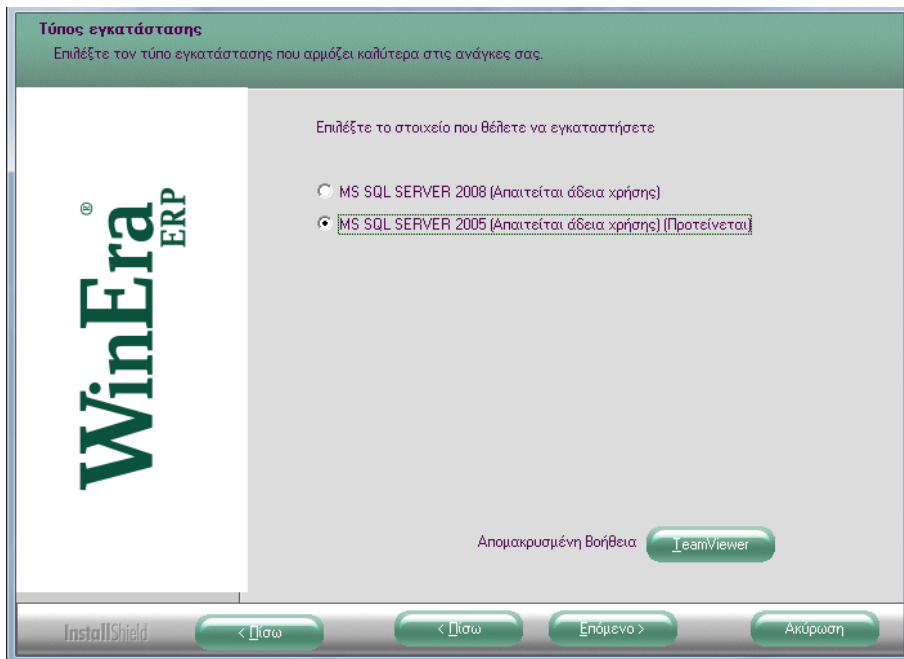 Τύπος εγκατάστασης
Επιλέξτε τον τύπο εγκατάστασης που αρμόζει καλύτερα στις ανάγκες σας.
WinEra®
ERP
Επιλέξτε το στοιχείο που θέλετε να εγκαταστήσετε
MS SQL SERVER 2008 (Απαιτείται άδεια χρήσης)
MS SQL SERVER 2005 (Απαιτείται άδεια χρήσης) (Προτείνεται)
Απομακρυσμένη Βοήθεια TeamViewer
InstallShield < Πίσω < Πίσω Επόμενο > Ακύρωση